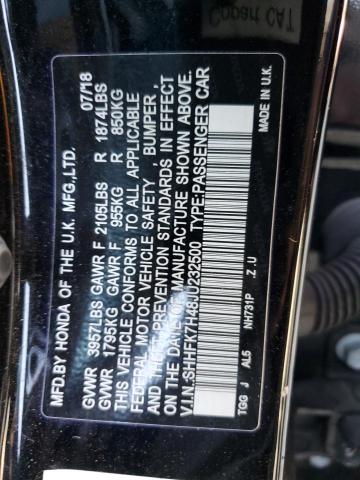 MFD.BY HONDA OF THE U.K. MFG.,LTD. 07/18
GVWR 3957LBS GAWR F 2105LBS R 1874LBS
GVWR 1795KG GAWR F 955KG R 850KG
THIS VEHICLE CONFORMS TO ALL APPLICABLE
FEDERAL MOTOR VEHICLE SAFETY BUMPER,
AND THEFT PREVENTION STANDARDS IN EFFECT
ON THE DATE OF MANUFACTURE SHOWN ABOVE.
V.I.N.:SHHFK7H48JU232500 TYPE:PASSENGER CAR
MADE IN U.K.
TGG J AL5 NH731P . Z . U
Copart CAT